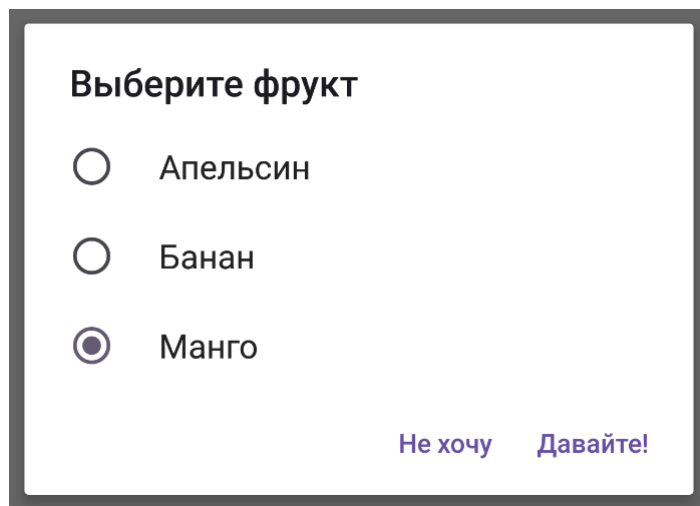 Выберите фрукт
Апельсин
Банан
Манго
Не хочу Давайте!